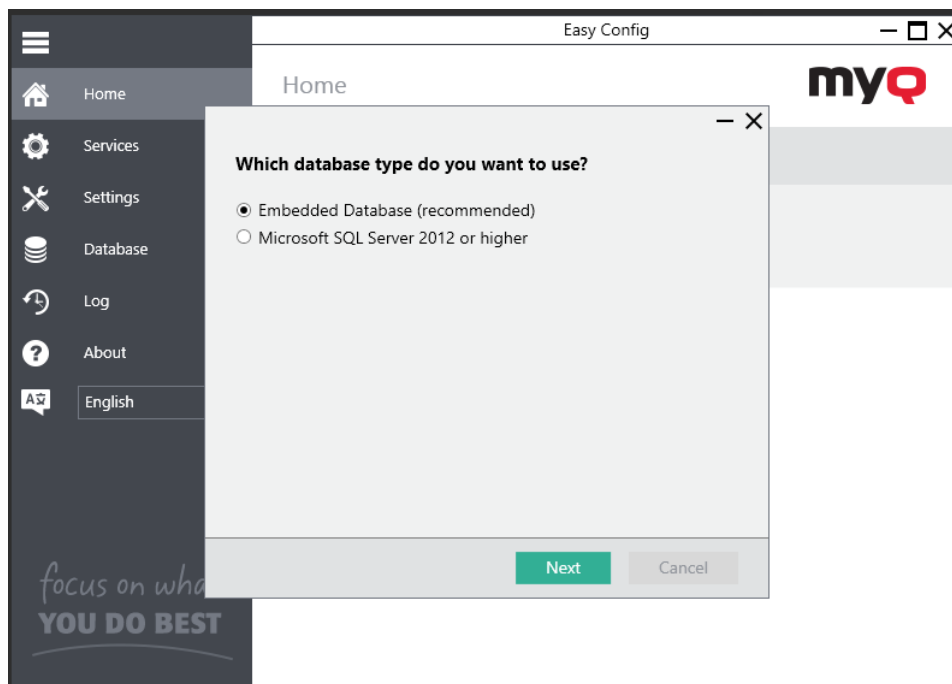 Easy Config
Home
Home
myQ
Services
Settings
Database
Log
About
English
Which database type do you want to use?
Embedded Database (recommended)
Microsoft SQL Server 2012 or higher
Next
Cancel
focus on
YOU DO BEST